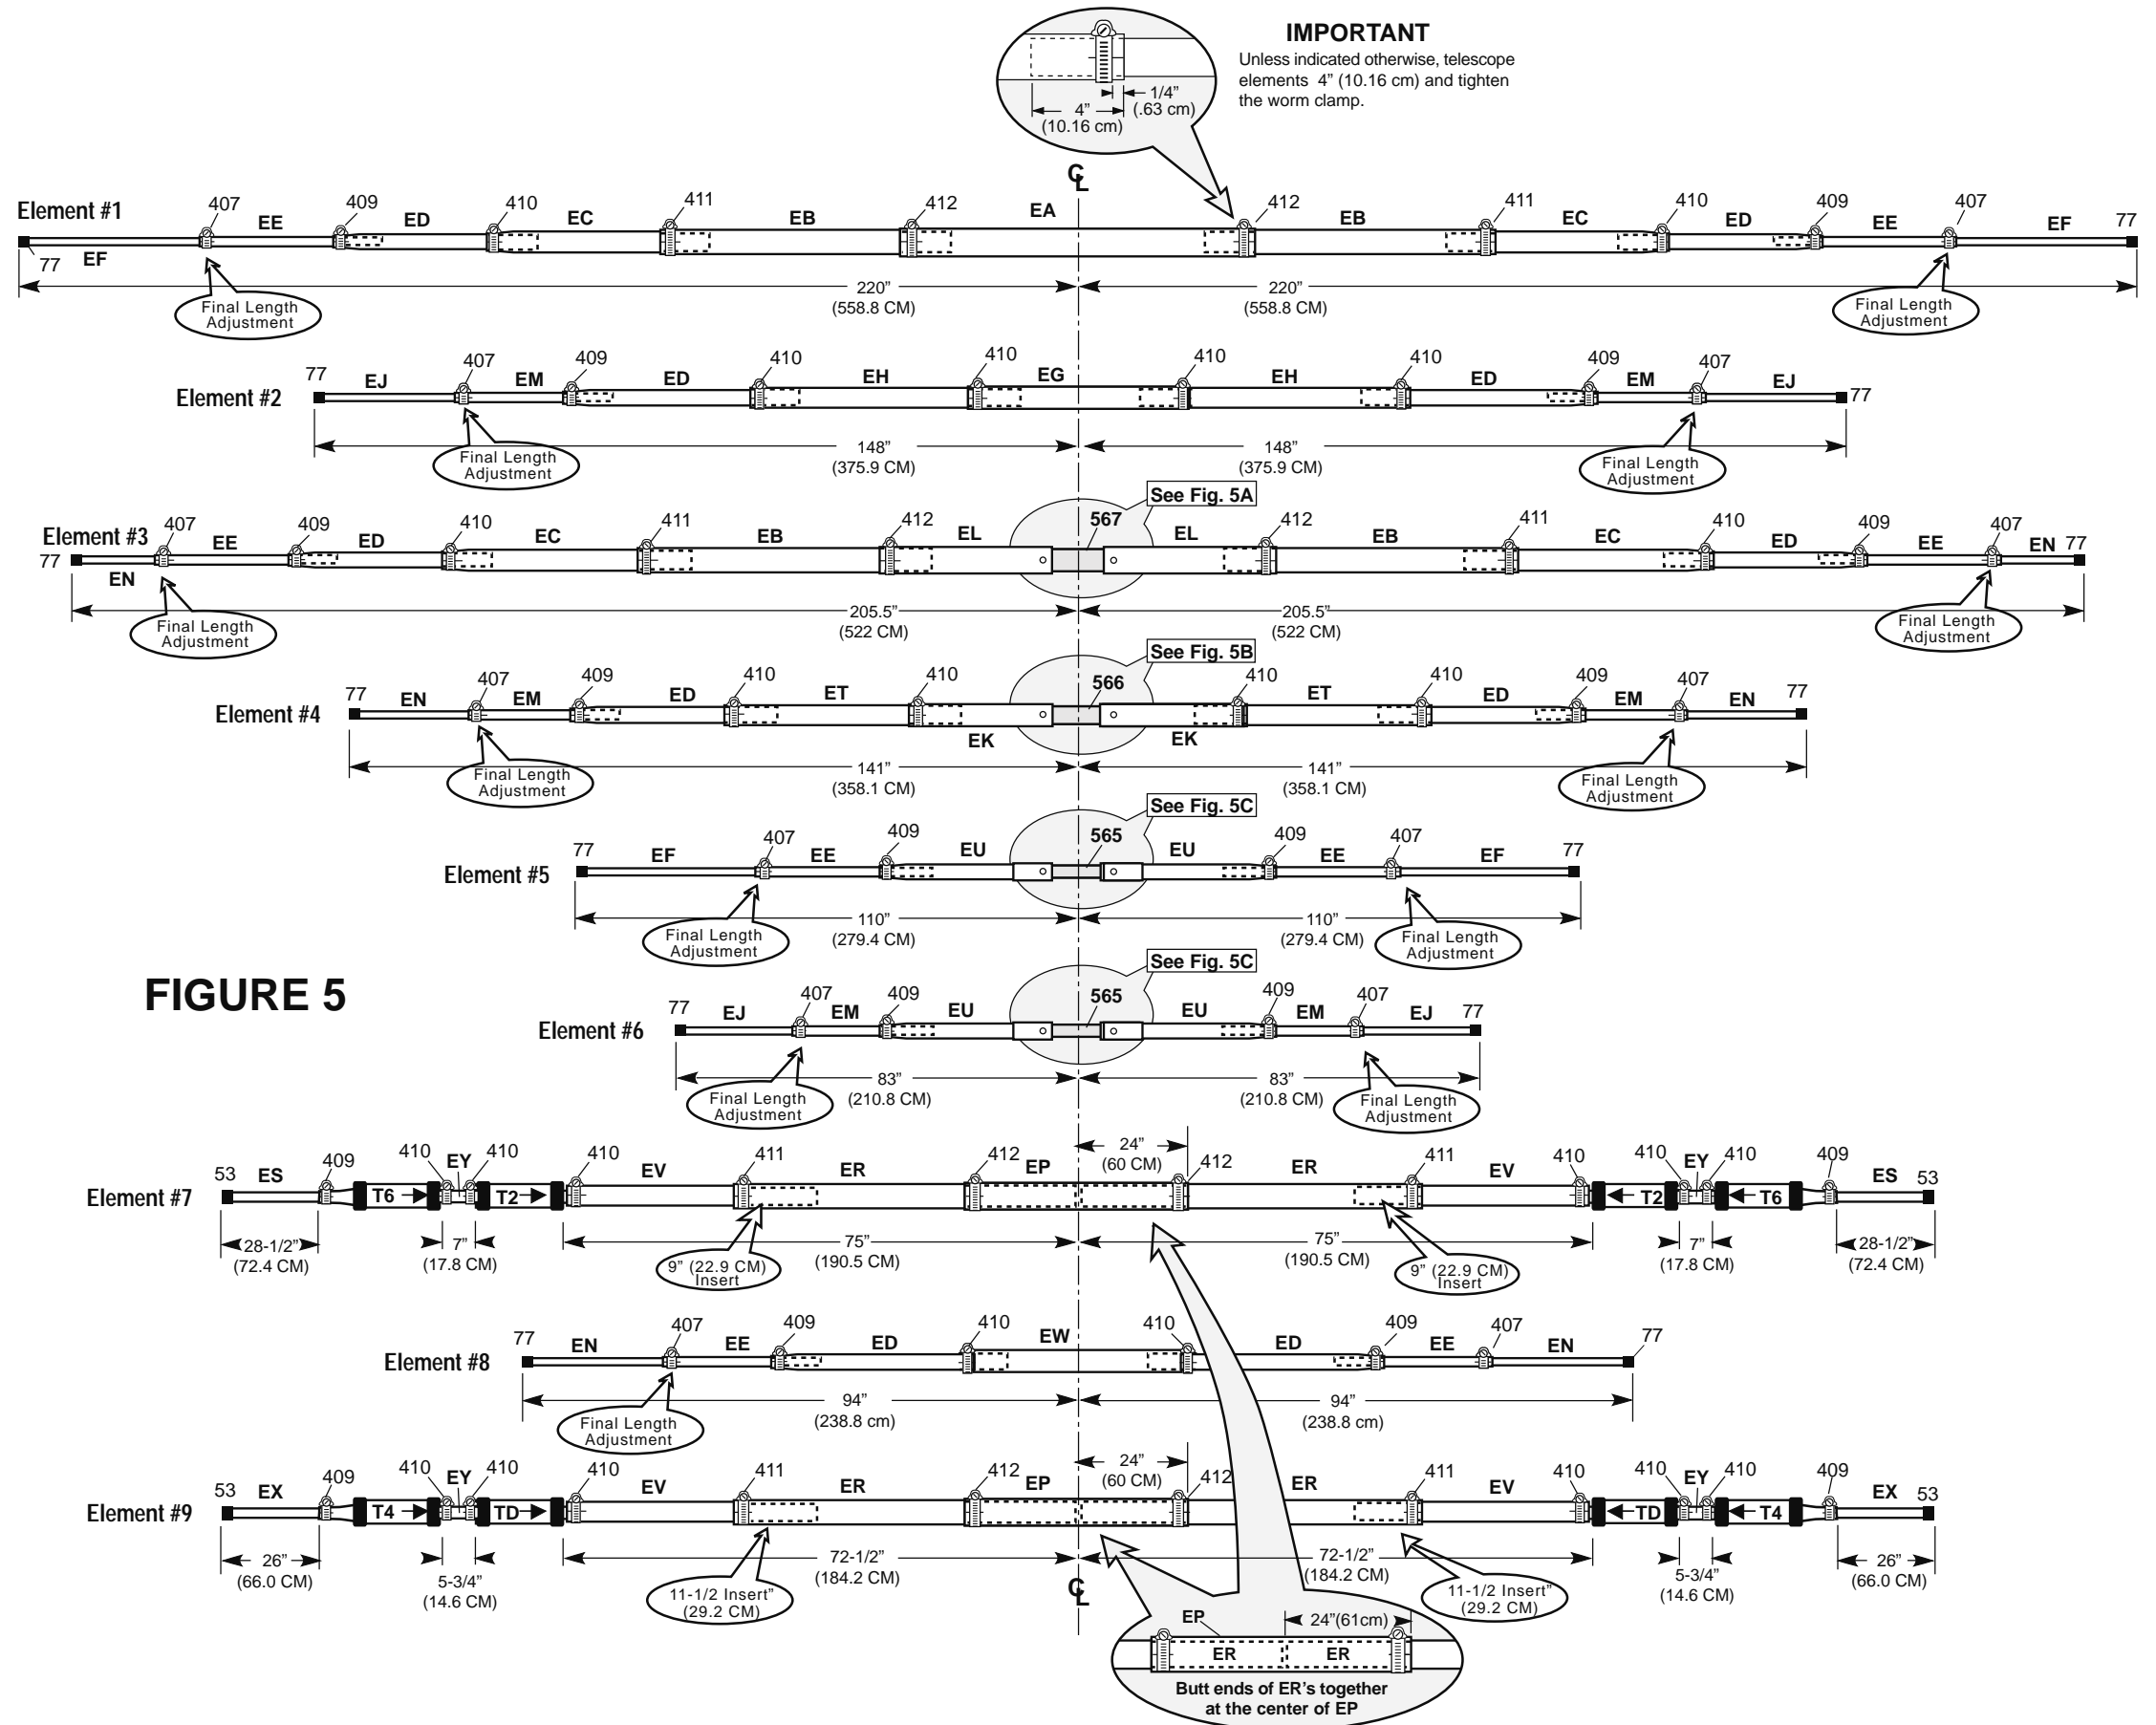 IMPORTANT
Unless indicated otherwise, telescope
elements 4” (10.16 cm) and tighten
the worm clamp.
1/4”
(.63 cm)
4”
(10.16 cm)
CL
Element #1
407 EE 409 ED 410 EC 411 EB 412 EA 412 EB 411 EC 410 ED 409 EE 407 EF 77
77 EF
220” 220”
(558.8 CM) (558.8 CM)
Final Length
Adjustment
Final Length
Adjustment
Element #2
77 EJ 407 EM 409 ED 410 EH 410 EG 410 EH 410 ED 409 EM 407 EJ 77
148” 148”
(375.9 CM) (375.9 CM)
Final Length
Adjustment
Final Length
Adjustment
See Fig. 5A
Element #3
77 407 EE 409 ED 410 EC 411 EB 412 EL 567 EL 412 EB 411 EC 410 ED 409 EE 407 EN 77
EN
205.5” 205.5”
(522 CM) (522 CM)
Final Length
Adjustment
Final Length
Adjustment
See Fig. 5B
Element #4
77 EN 407 EM 409 ED 410 ET 410 566 410 ET 410 ED 409 EM 407 EN 77
EK EK
141” 141”
(358.1 CM) (358.1 CM)
Final Length
Adjustment
Final Length
Adjustment
See Fig. 5C
Element #5
77 EF 407 EE 409 EU 565 EU 409 EE 407 EF 77
110” 110”
(279.4 CM) (279.4 CM)
Final Length
Adjustment
Final Length
Adjustment
FIGURE 5
See Fig. 5C
Element #6
77 EJ 407 EM 409 EU 565 EU 409 EM 407 EJ 77
83” 83”
(210.8 CM) (210.8 CM)
Final Length
Adjustment
Final Length
Adjustment
24”
(60 CM)
Element #7
53 ES 409 T6 410 EY 410 T2 410 EV 411 ER 412 EP 412 ER 411 EV 410 T2 410 EY 410 T6 409 ES 53
28-1/2” 7” 75” 75” 7” 28-1/2”
(72.4 CM) (17.8 CM) (190.5 CM) (190.5 CM) (17.8 CM) (72.4 CM)
9” (22.9 CM)
Insert
9” (22.9 CM)
Insert
Element #8
77 EN 407 EE 409 ED 410 EW 410 ED 409 EE 407 EN 77
94” 94”
(238.8 cm) (238.8 cm)
Final Length
Adjustment
24”
(60 CM)
Element #9
53 EX 409 T4 410 EY 410 TD 410 EV 411 ER 412 EP 412 ER 411 EV 410 TD 410 EY 410 T4 409 EX 53
26” 5-3/4” 72-1/2” 72-1/2” 5-3/4” 26”
(66.0 CM) (14.6 CM) (184.2 CM) (184.2 CM) (14.6 CM) (66.0 CM)
11-1/2 Insert”
(29.2 CM)
11-1/2 Insert”
(29.2 CM)
CL
EP 24”(61cm)
ER ER
Butt ends of ER’s together
at the center of EP